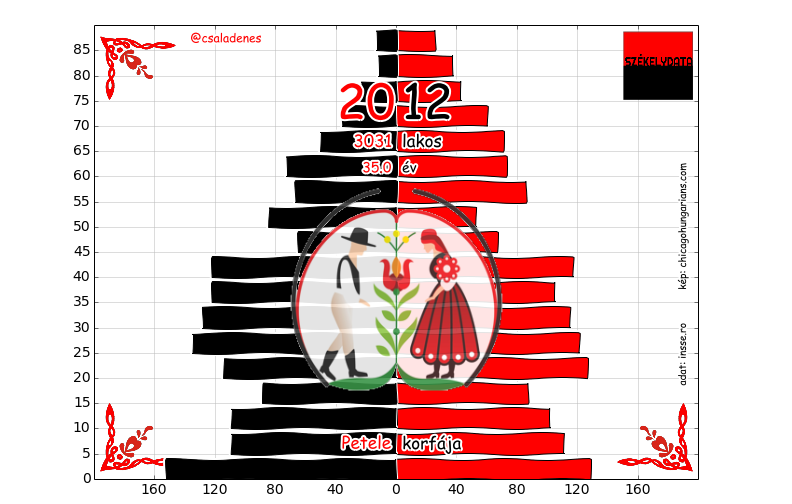 @csaladenes
SZÉKELYDATA
2012
3031 lakos
35.0 év
kép: chicagohungarians.com
adat: insse.ro
Petele korfája
85
80
75
70
65
60
55
50
45
40
35
30
25
20
15
10
5
0
160 120 80 40 0 40 80 120 160